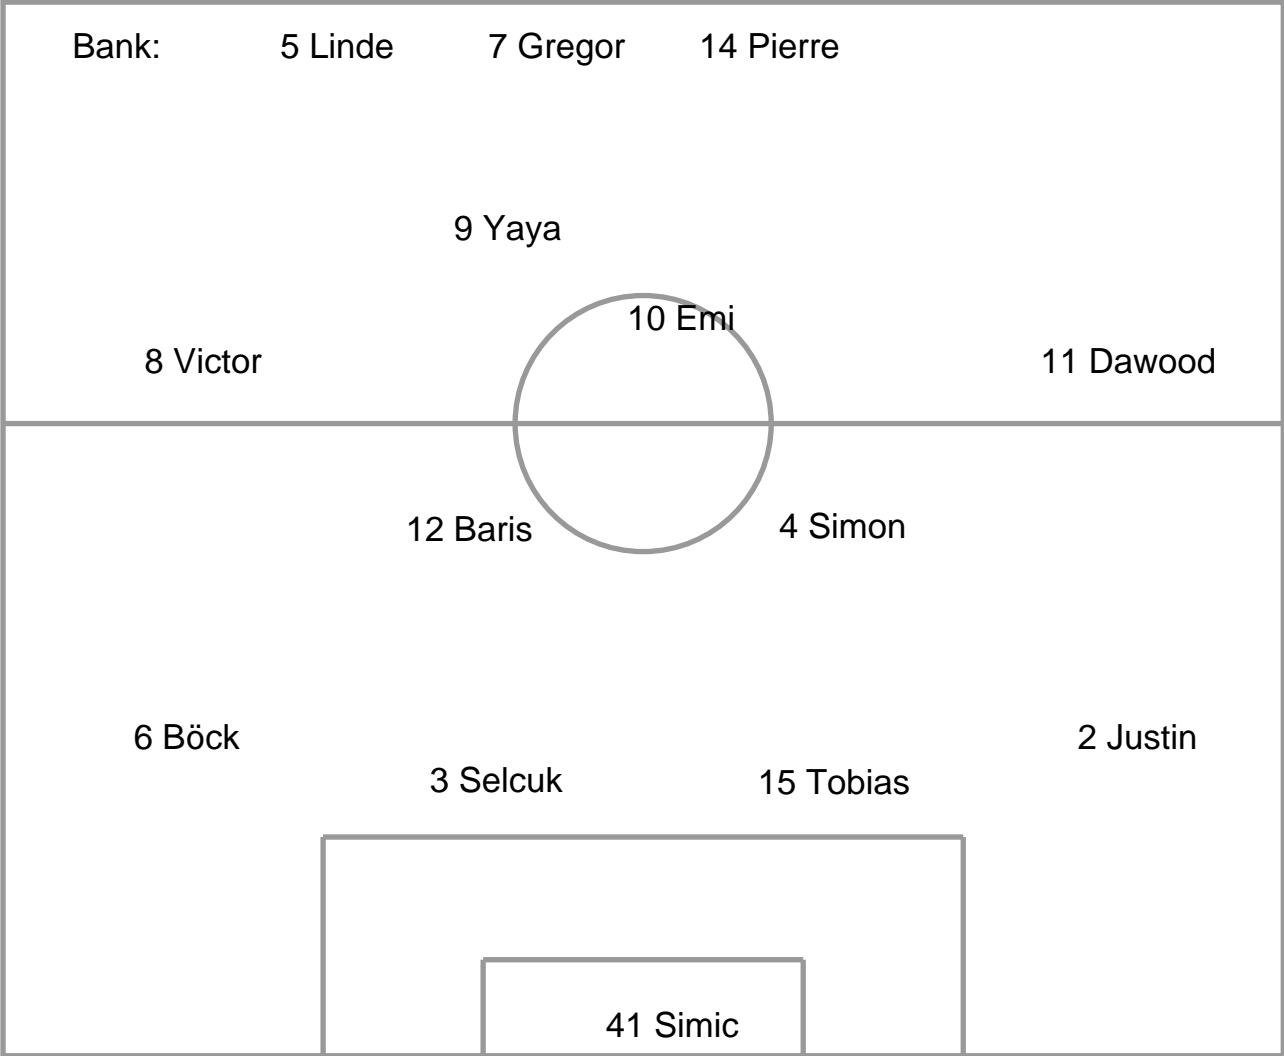 Bank: 5 Linde 7 Gregor 14 Pierre
9 Yaya
10 Emi
8 Victor 11 Dawood
12 Baris 4 Simon
6 Böck 2 Justin
3 Selcuk 15 Tobias
41 Simic